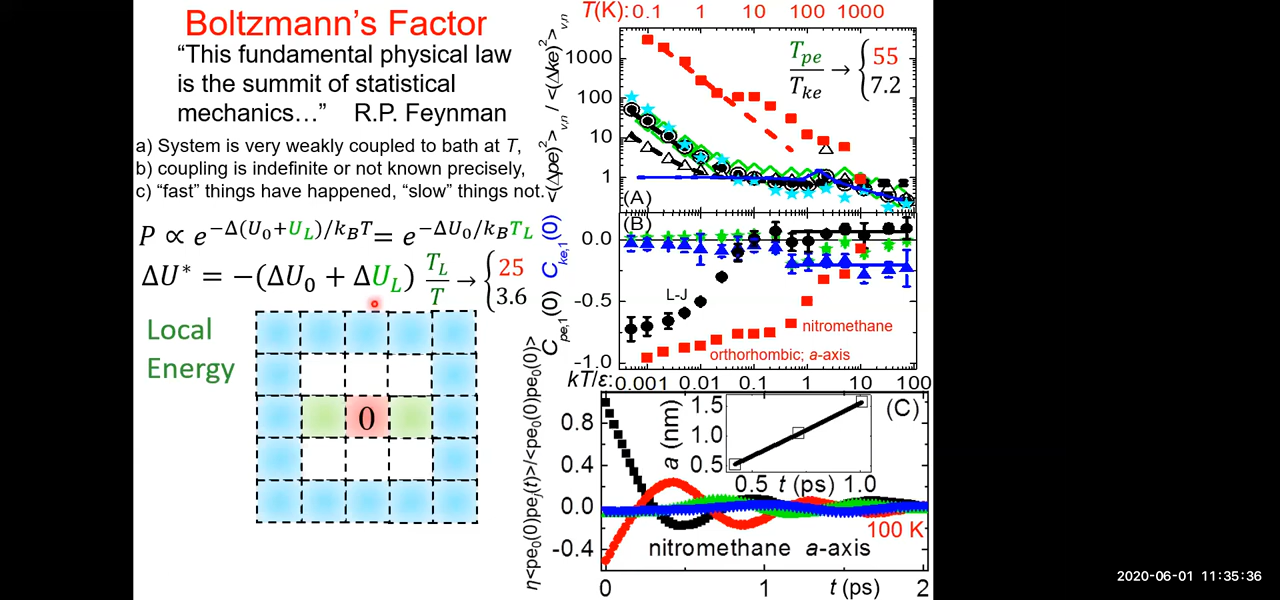 Boltzmann's Factor
“This fundamental physical law
is the summit of statistical
mechanics…” R.P. Feynman
a) System is very weakly coupled to bath at T,
b) coupling is indefinite or not known precisely,
c) “fast” things have happened, “slow” things not.
P ∝ e^{−Δ(U₀+U_L)/k_BT} = e^{−ΔU₀/k_BT_L}
ΔU* = −(ΔU₀ + ΔU_L) T_L/T → {25 3.6
Local
Energy
0
T(K): 0.1 1 10 100 1000
<(Δpe)²>_{v,n} / <(Δke)²>_{v,n}
1000
100
10
1
T_pe/T_ke → {55 7.2
(A)
C_{pe,1}(0) C_{ke,1}(0)
(B)
0.0
-0.5
-1.0
L-J
nitromethane
orthorhombic; a-axis
kT/ε: 0.001 0.01 0.1 1 10 100
η<pe₀(0)pe_j(t)>/<pe₀(0)pe₀(0)>
0.8
0.4
0.0
-0.4
(C)
a (nm)
1.5
1.0
0.5
0.5 t (ps) 1.0
100 K
nitromethane a-axis
0 1 t (ps) 2
2020-06-01 11:35:36